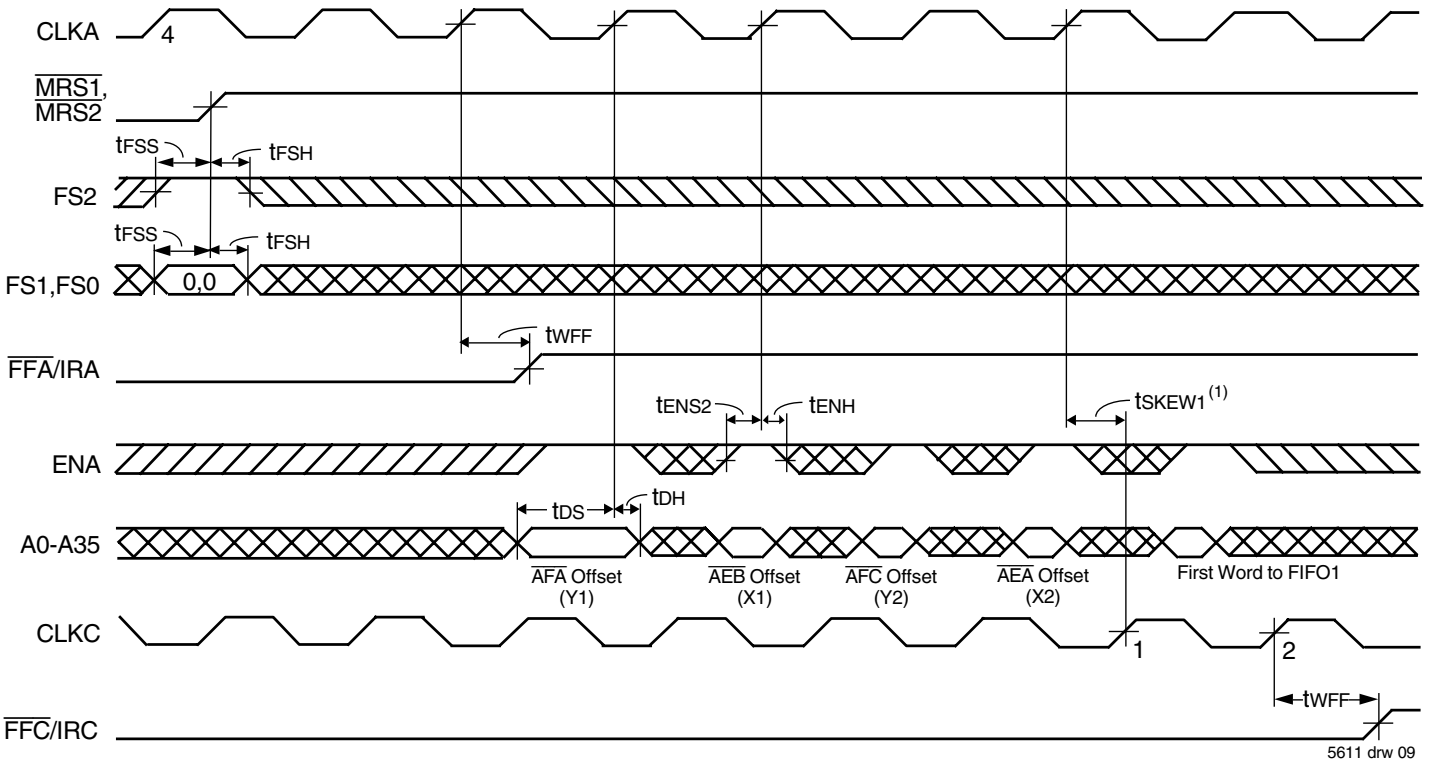 CLKA
4
MRS1,
MRS2
tFSS
tFSH
FS2
tFSS
tFSH
FS1,FS0
0,0
tWFF
FFA/IRA
tENS2
tENH
tSKEW1(1)
ENA
tDS
tDH
A0-A35
AFA Offset
(Y1)
AEB Offset
(X1)
AFC Offset
(Y2)
AEA Offset
(X2)
First Word to FIFO1
CLKC
1
2
tWFF
FFC/IRC
5611 drw 09